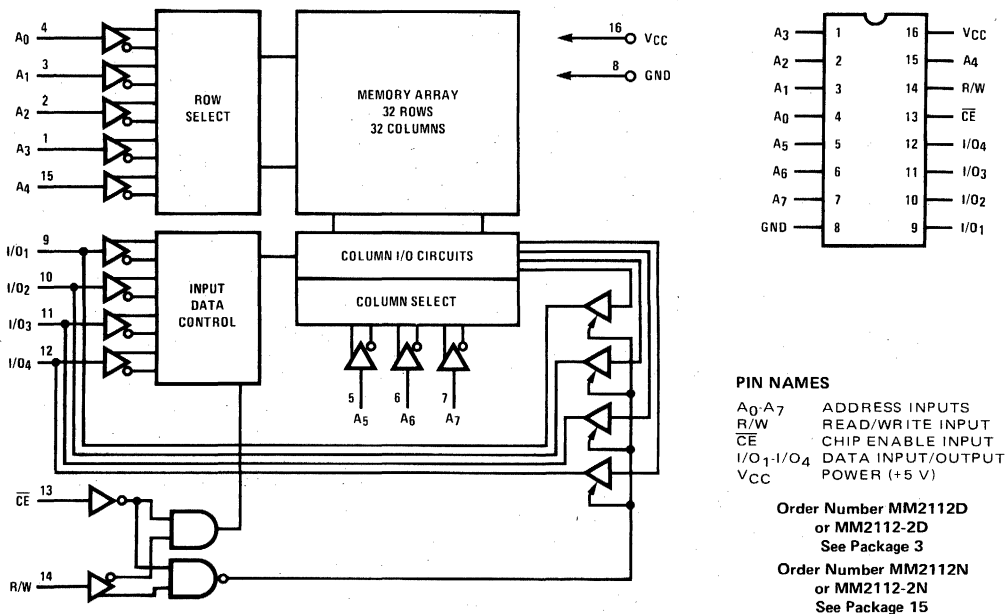 A0 4
A1 3
A2 2
A3 1
A4 15
ROW
SELECT
MEMORY ARRAY
32 ROWS
32 COLUMNS
16 VCC
8 GND
I/O1 9
I/O2 10
I/O3 11
I/O4 12
INPUT
DATA
CONTROL
COLUMN I/O CIRCUITS
COLUMN SELECT
5 6 7
A5 A6 A7
CE 13
R/W 14
A3 1 16 VCC
A2 2 15 A4
A1 3 14 R/W
A0 4 13 CE
A5 5 12 I/O4
A6 6 11 I/O3
A7 7 10 I/O2
GND 8 9 I/O1
PIN NAMES
A0-A7 ADDRESS INPUTS
R/W READ/WRITE INPUT
CE CHIP ENABLE INPUT
I/O1-I/O4 DATA INPUT/OUTPUT
VCC POWER (+5 V)
Order Number MM2112D
or MM2112-2D
See Package 3
Order Number MM2112N
or MM2112-2N
See Package 15